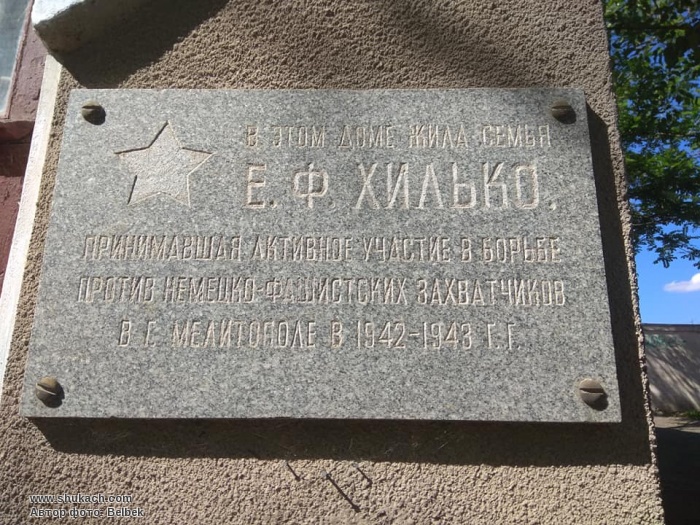 В ЭТОМ ДОМЕ ЖИЛА СЕМЬЯ
Е. Ф. ХИЛЬКО.
ПРИНИМАВШАЯ АКТИВНОЕ УЧАСТИЕ В БОРЬБЕ
ПРОТИВ НЕМЕЦКО-ФАШИСТСКИХ ЗАХВАТЧИКОВ
В Г. МЕЛИТОПОЛЕ В 1942-1943 Г.Г.
www.shukach.com
Автор фото: Belbek